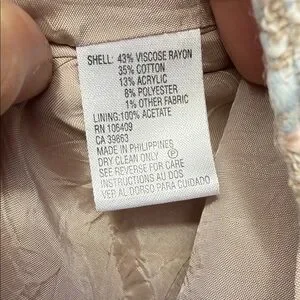 SHELL: 43% VISCOSE RAYON
35% COTTON
13% ACRYLIC
8% POLYESTER
1% OTHER FABRIC
LINING: 100% ACETATE
RN 106409
CA 39863
MADE IN PHILIPPINES
DRY CLEAN ONLY Ⓟ
SEE REVERSE FOR CARE
INSTRUCTIONS AU DOS
VER AL DORSO PARA CUIDADO